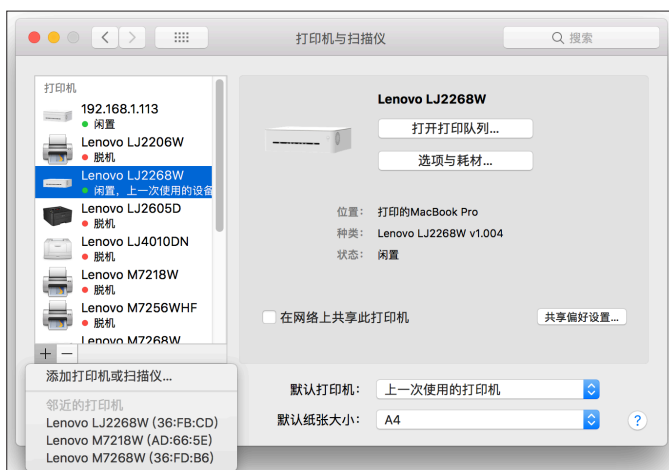 打印机与扫描仪
搜索
打印机
192.168.1.113
闲置
Lenovo LJ2206W
脱机
Lenovo LJ2268W
闲置，上一次使用的设备
Lenovo LJ2605D
脱机
Lenovo LJ4010DN
脱机
Lenovo M7218W
脱机
Lenovo M7256WHF
脱机
Lenovo M7268W
+ −
添加打印机或扫描仪...
邻近的打印机
Lenovo LJ2268W (36:FB:CD)
Lenovo M7218W (AD:66:5E)
Lenovo M7268W (36:FD:B6)
Lenovo LJ2268W
打开打印队列...
选项与耗材...
位置： 打印的MacBook Pro
种类： Lenovo LJ2268W v1.004
状态： 闲置
在网络上共享此打印机
共享偏好设置...
默认打印机： 上一次使用的打印机
默认纸张大小： A4
?